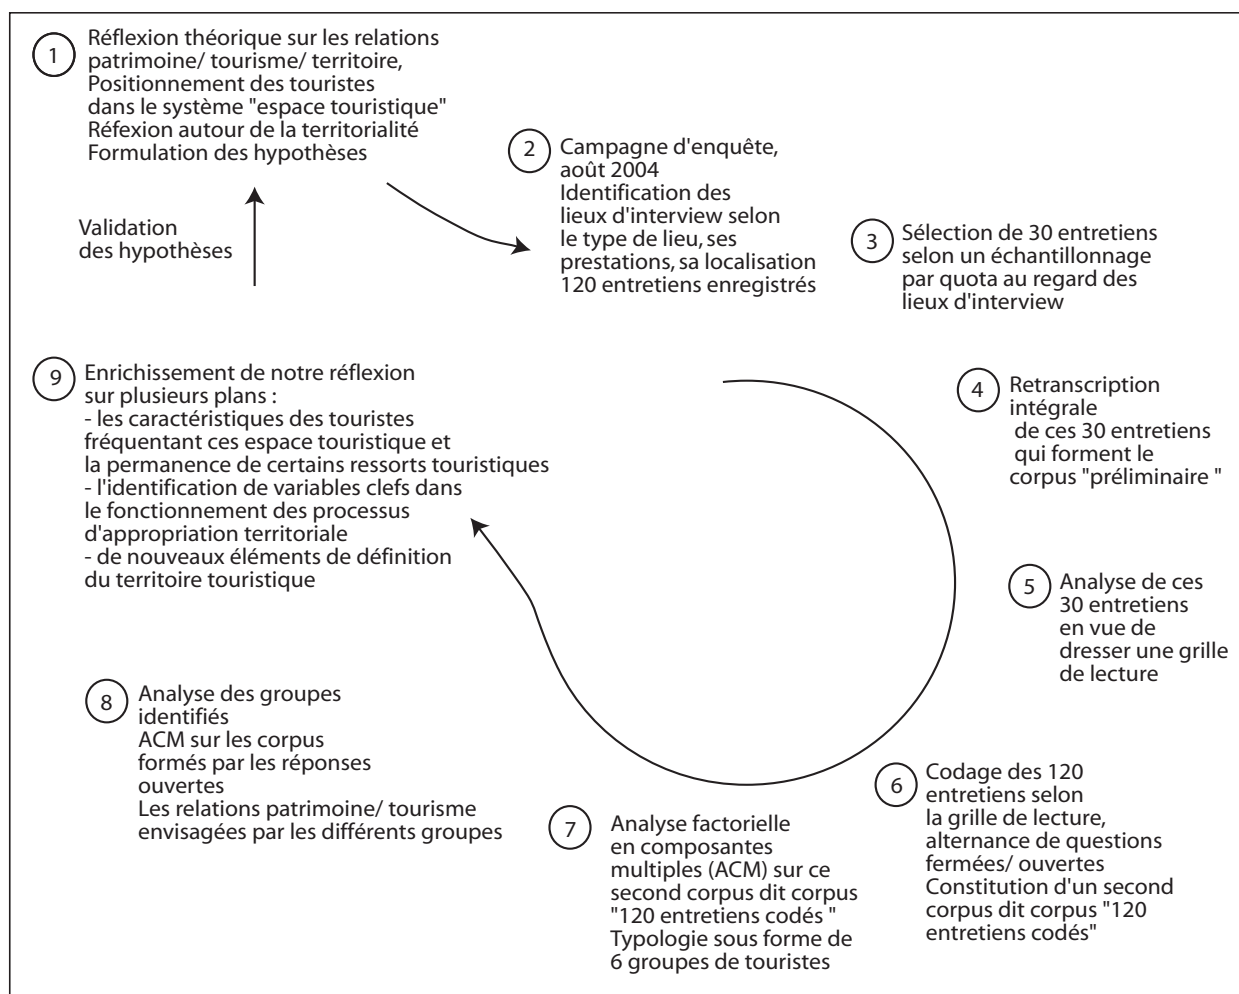 1
Réflexion théorique sur les relations
patrimoine/ tourisme/ territoire,
Positionnement des touristes
dans le système "espace touristique"
Réfexion autour de la territorialité
Formulation des hypothèses
Validation
des hypothèses
2
Campagne d'enquête,
août 2004
Identification des
lieux d'interview selon
le type de lieu, ses
prestations, sa localisation
120 entretiens enregistrés
3
Sélection de 30 entretiens
selon un échantillonnage
par quota au regard des
lieux d'interview
4
Retranscription
intégrale
de ces 30 entretiens
qui forment le
corpus "préliminaire "
5
Analyse de ces
30 entretiens
en vue de
dresser une grille
de lecture
6
Codage des 120
entretiens selon
la grille de lecture,
alternance de questions
fermées/ ouvertes
Constitution d'un second
corpus dit corpus "120
entretiens codés"
7
Analyse factorielle
en composantes
multiples (ACM) sur ce
second corpus dit corpus
"120 entretiens codés "
Typologie sous forme de
6 groupes de touristes
8
Analyse des groupes
identifiés
ACM sur les corpus
formés par les réponses
ouvertes
Les relations patrimoine/ tourisme
envisagées par les différents groupes
9
Enrichissement de notre réflexion
sur plusieurs plans :
- les caractéristiques des touristes
fréquentant ces espace touristique et
la permanence de certains ressorts touristiques
- l'identification de variables clefs dans
le fonctionnement des processus
d'appropriation territoriale
- de nouveaux éléments de définition
du territoire touristique